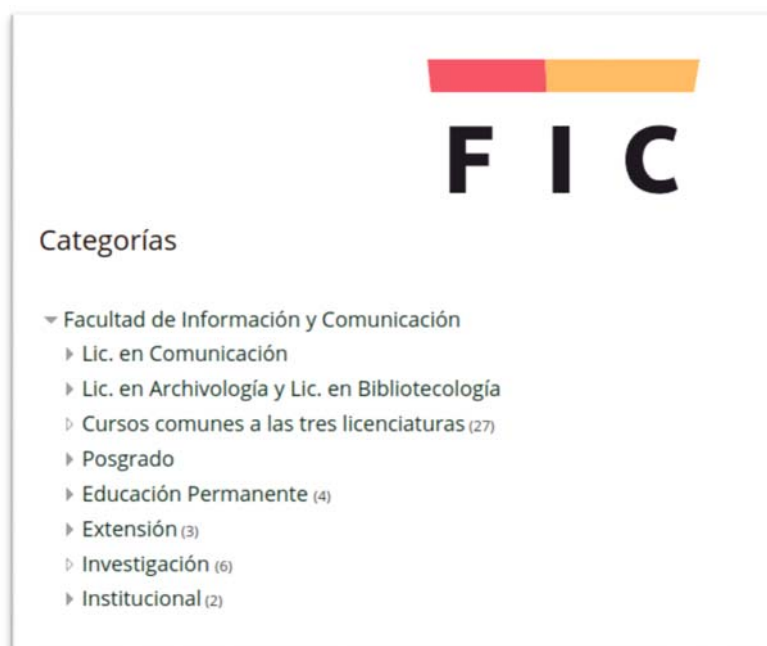 F I C
Categorías
Facultad de Información y Comunicación
Lic. en Comunicación
Lic. en Archivología y Lic. en Bibliotecología
Cursos comunes a las tres licenciaturas (27)
Posgrado
Educación Permanente (4)
Extensión (3)
Investigación (6)
Institucional (2)